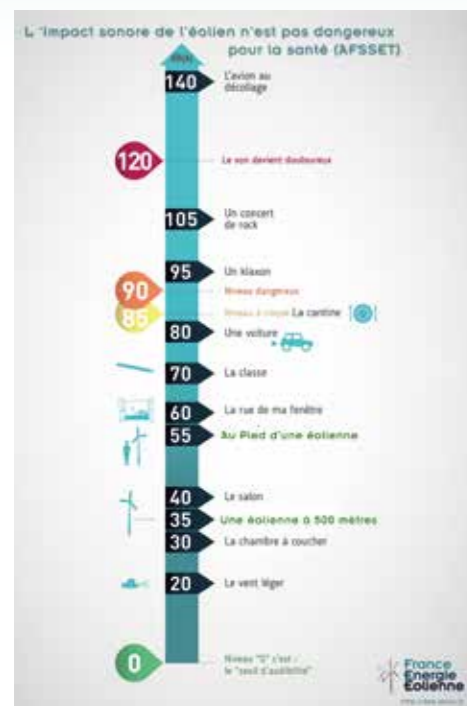 L'impact sonore de l'éolien n'est pas dangereux
pour la santé (AFSSET)
dB(A)
140
L'avion au
décollage
120
Le son devient douloureux
105
Un concert
de rock
95
Un klaxon
90
Niveau dangereux
85
Niveau à risque La cantine
80
Une voiture
70
La classe
60
La rue de ma fenêtre
55
Au Pied d'une éolienne
40
Le salon
35
Une éolienne à 500 mètres
30
La chambre à coucher
20
Le vent léger
0
Niveau "0" c'est :
le "seuil d'audibilité"
France
Energie
Eolienne